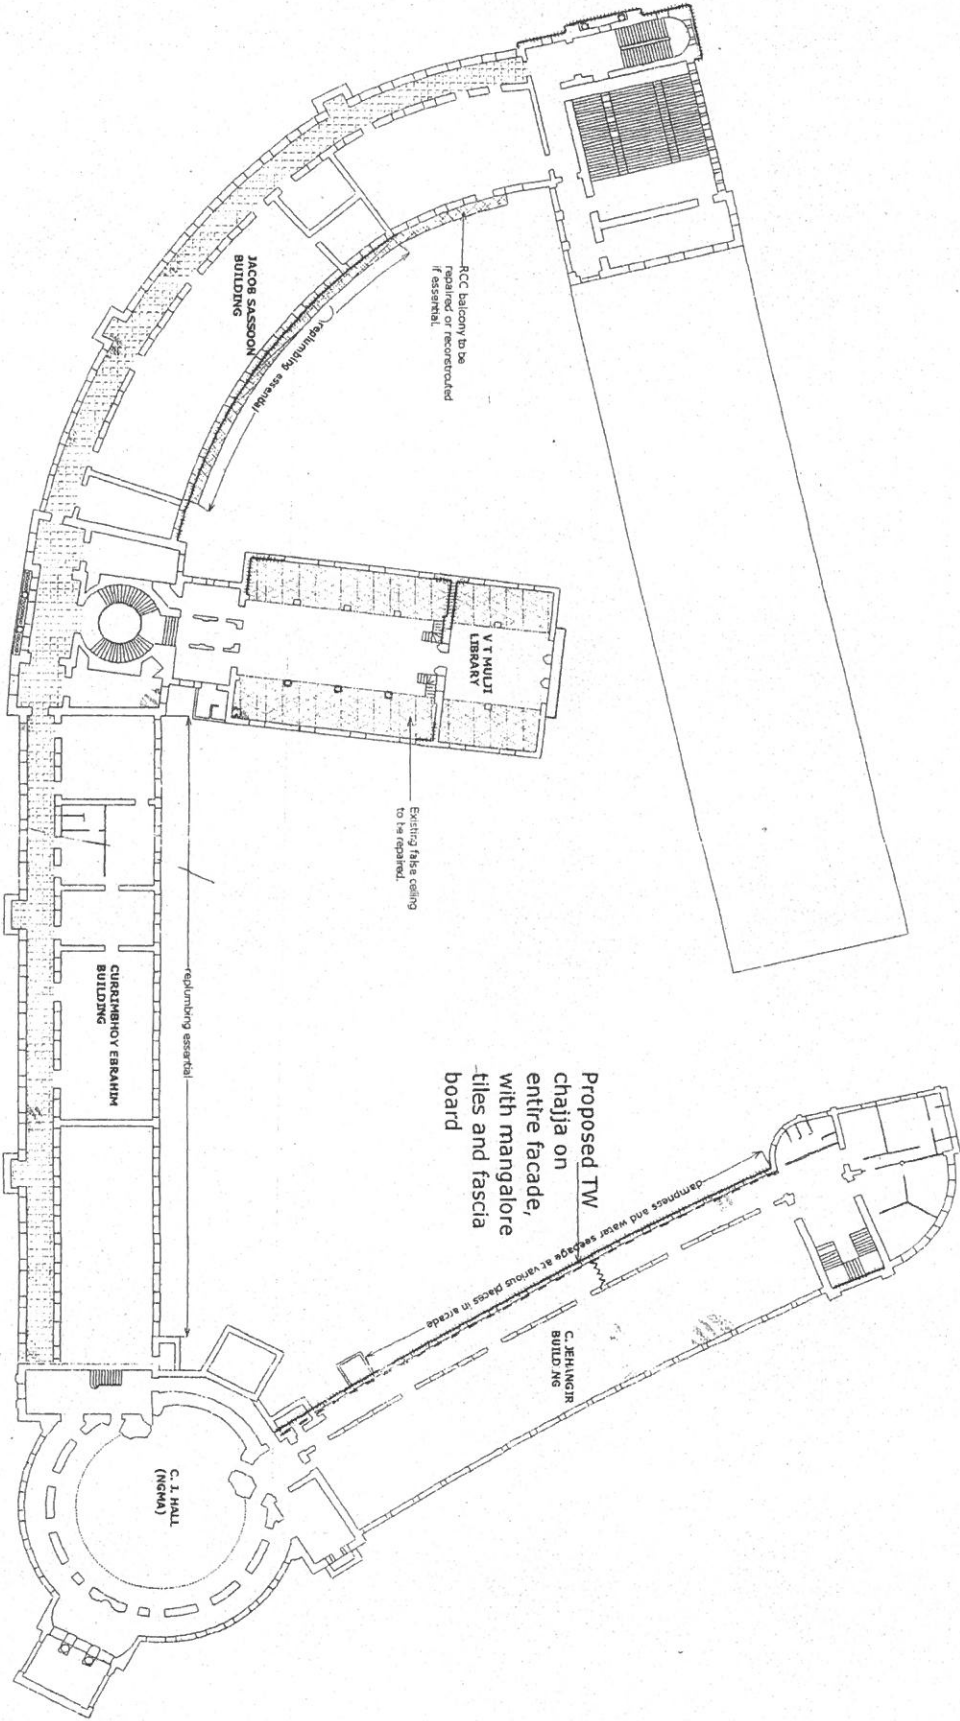 RCC balcony to be
repaired or reconstrcuted
if essential.
JACOB SASSOON
BUILDING
replumbing essential
V T MULJI
LIBRARY
Existing false ceiling
to be repaired.
replumbing essential
CURRIMBHOY EBRAHIM
BUILDING
Proposed TW
chajja on
entire facade,
with mangalore
tiles and fascia
board
dampness and water seepage at various places in arcade
C. JEHANGIR
BUILDING
C. J. HALL
(NGMA)